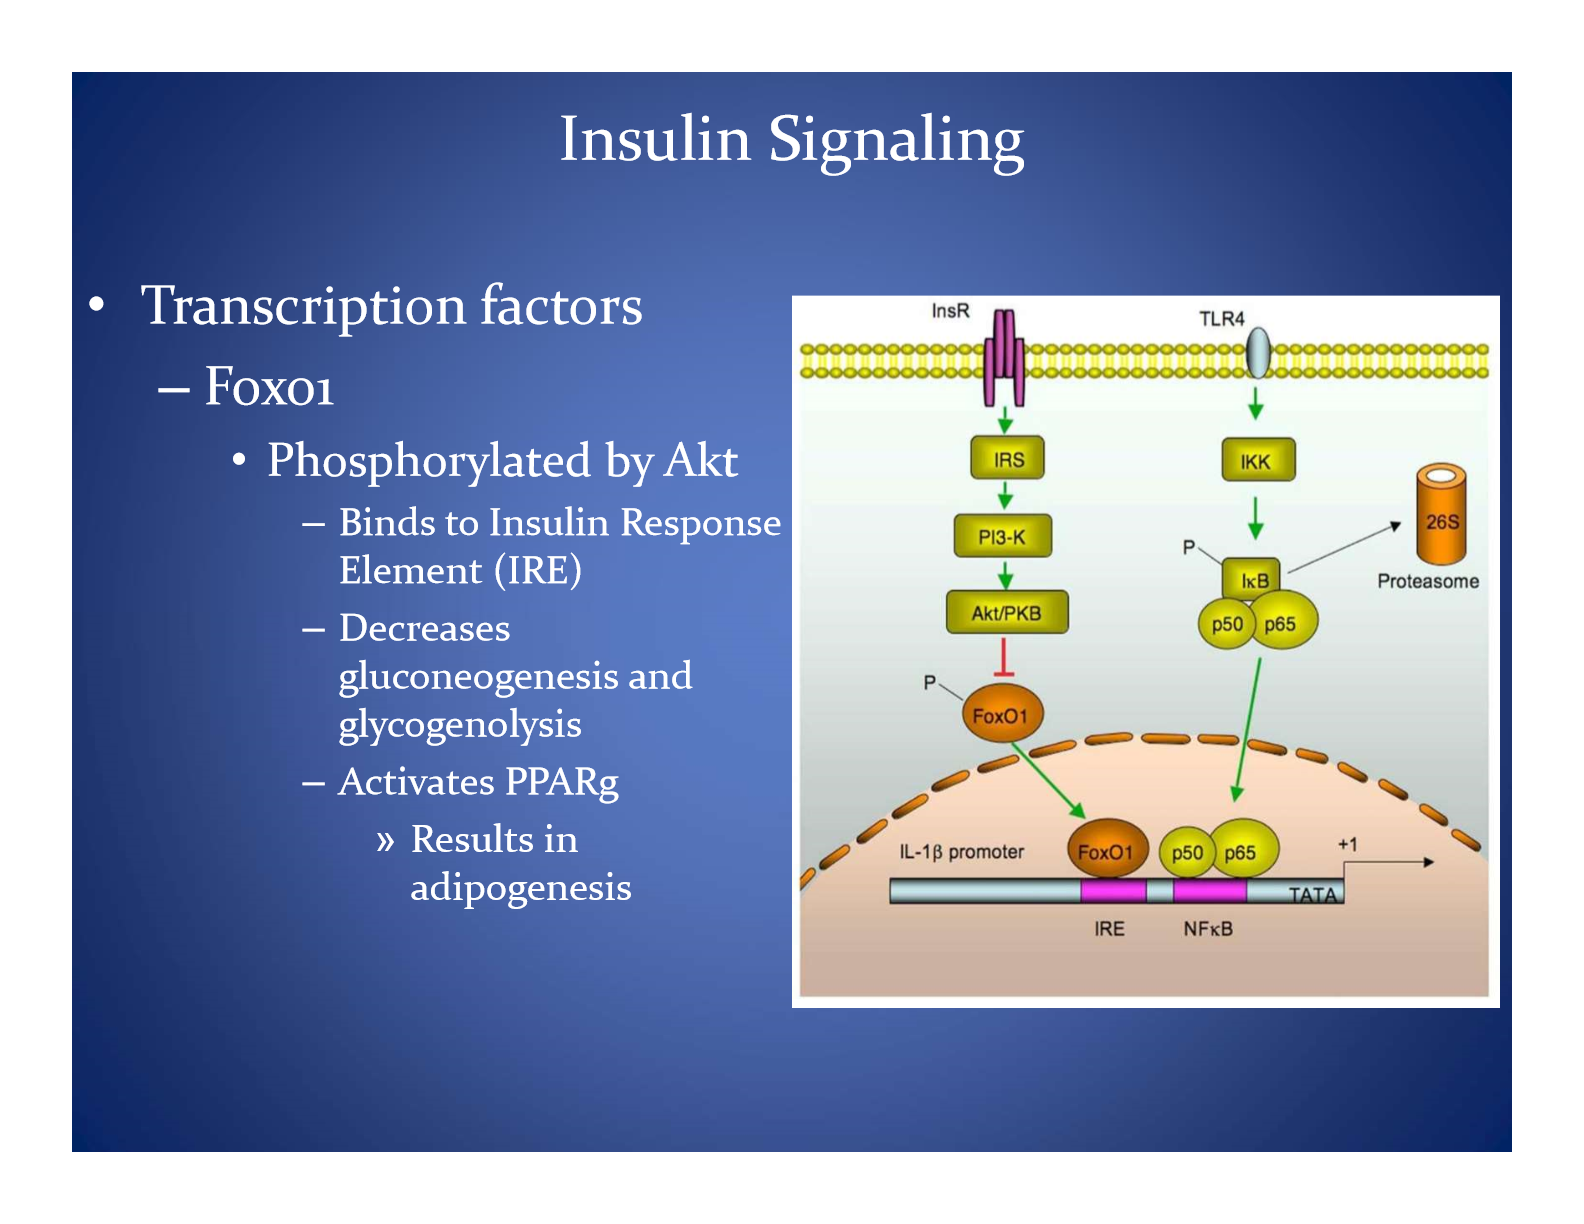 Insulin Signaling
• Transcription factors
– Foxo1
• Phosphorylated by Akt
– Binds to Insulin Response
Element (IRE)
– Decreases
gluconeogenesis and
glycogenolysis
– Activates PPARg
» Results in
adipogenesis
InsR
TLR4
IRS
IKK
PI3-K
26S
P
IκB
Proteasome
Akt/PKB
p50
p65
P
FoxO1
IL-1β promoter
FoxO1
p50
p65
+1
TATA
IRE
NFκB